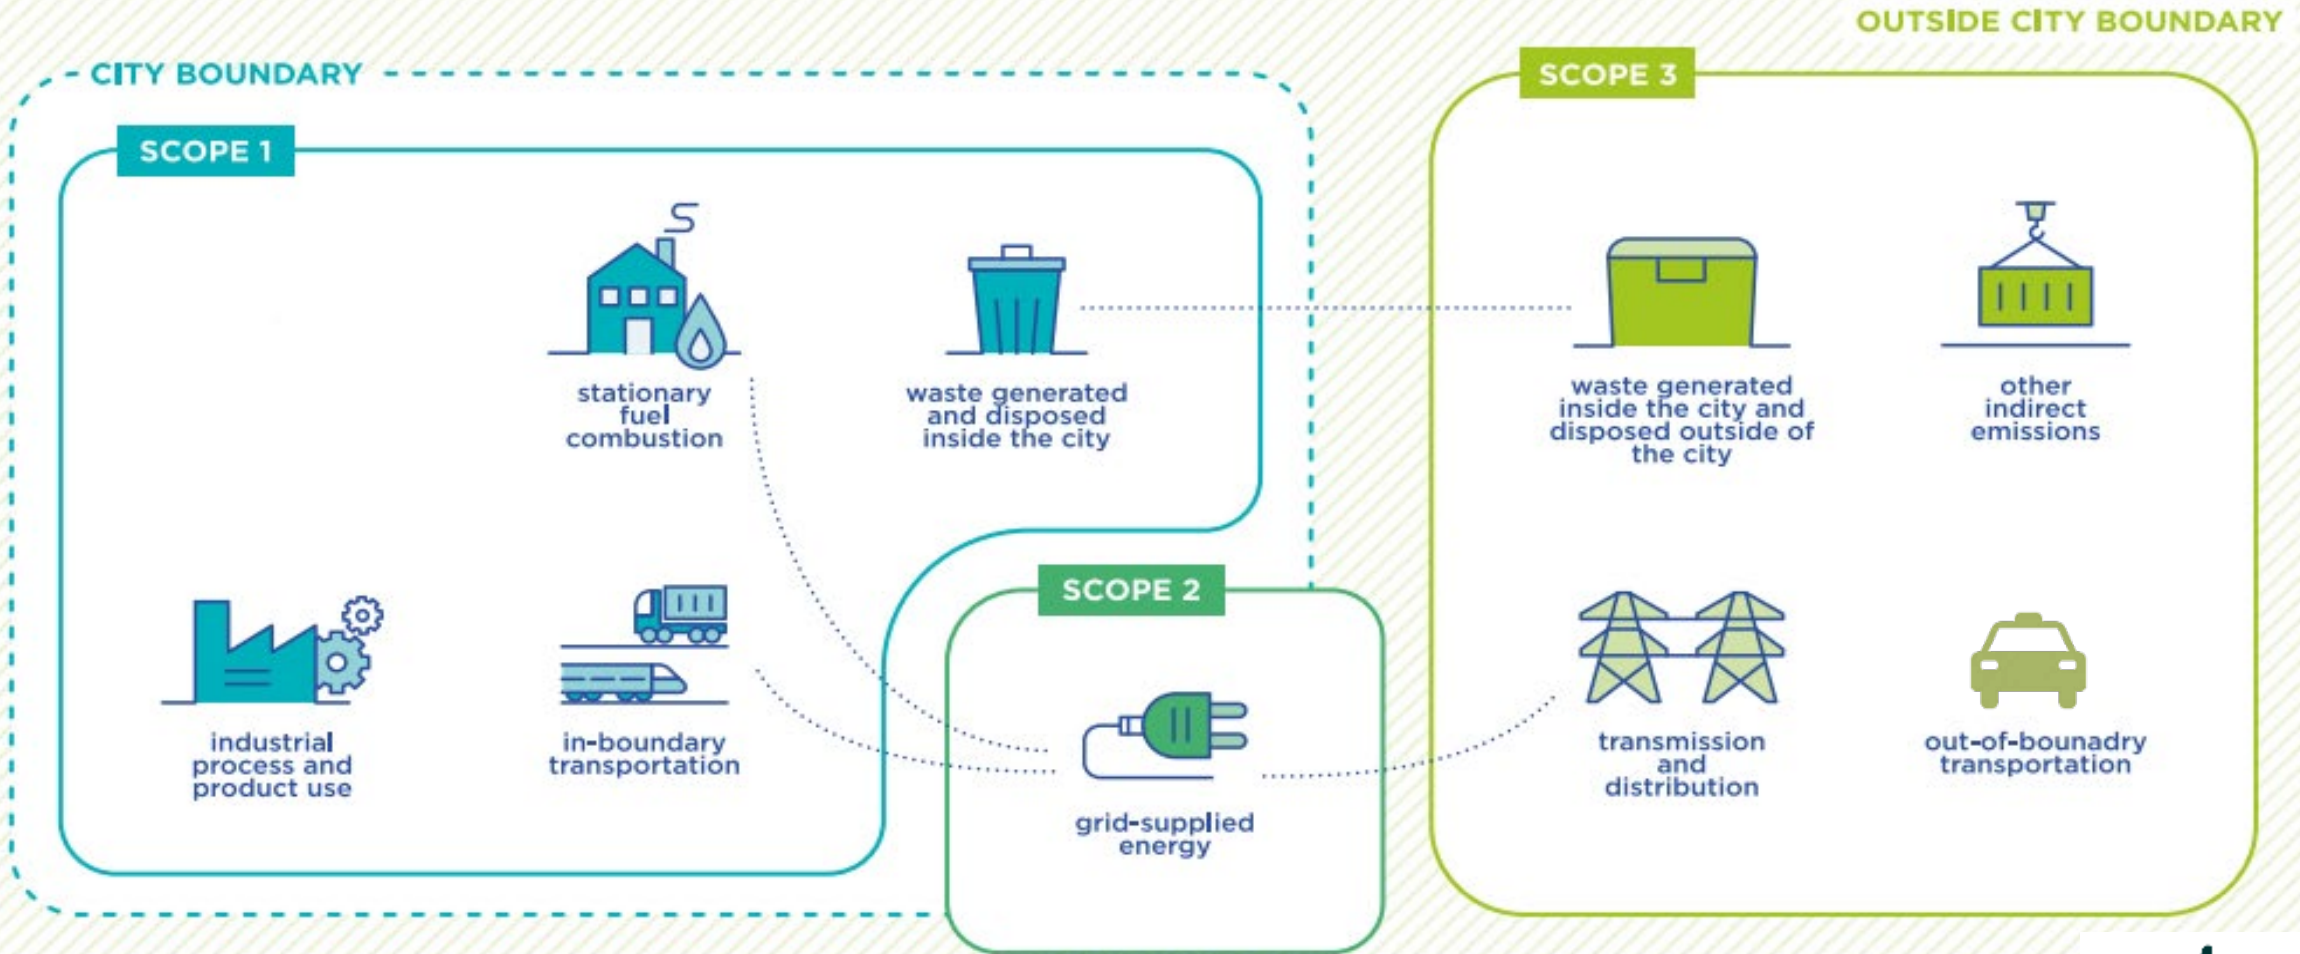 OUTSIDE CITY BOUNDARY
CITY BOUNDARY
SCOPE 1
stationary
fuel
combustion
waste generated
and disposed
inside the city
industrial
process and
product use
in-boundary
transportation
SCOPE 2
grid-supplied
energy
SCOPE 3
waste generated
inside the city and
disposed outside of
the city
other
indirect
emissions
transmission
and
distribution
out-of-bounadry
transportation